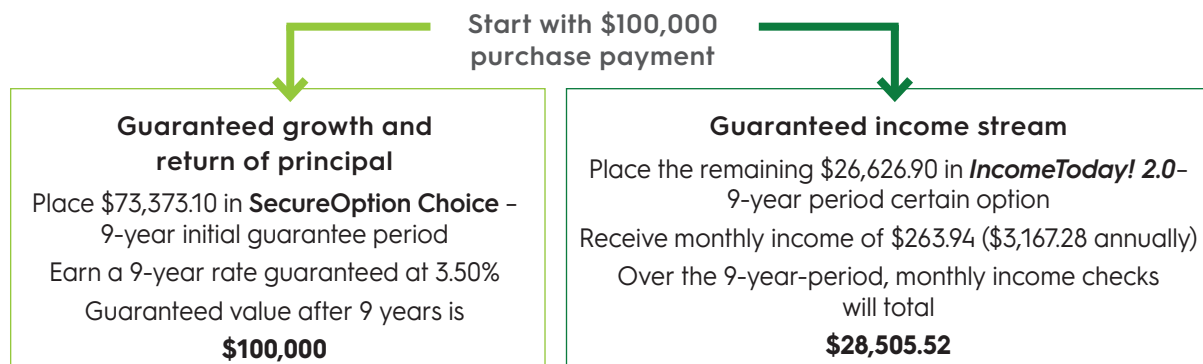 Start with $100,000
purchase payment
Guaranteed growth and
return of principal
Place $73,373.10 in SecureOption Choice –
9-year initial guarantee period
Earn a 9-year rate guaranteed at 3.50%
Guaranteed value after 9 years is
$100,000
Guaranteed income stream
Place the remaining $26,626.90 in IncomeToday! 2.0–
9-year period certain option
Receive monthly income of $263.94 ($3,167.28 annually)
Over the 9-year-period, monthly income checks
will total
$28,505.52